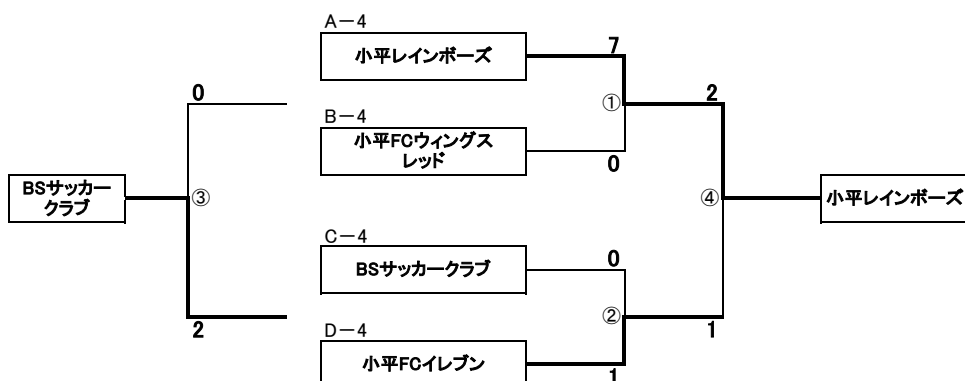 A－4
小平レインボーズ
7
0
①
2
B－4
小平FCウィングス
レッド
0
BSサッカー
クラブ
③
④
小平レインボーズ
C－4
0
BSサッカークラブ
②
2
D－4
1
小平FCイレブン
1